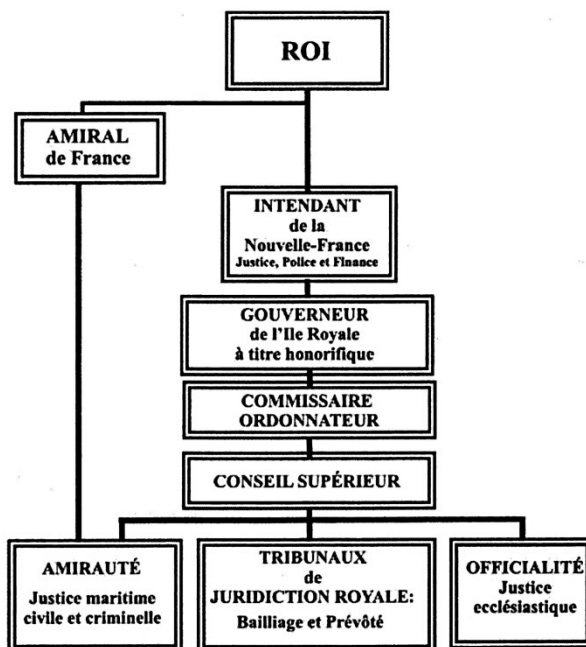 ROI
AMIRAL
de France
INTENDANT
de la
Nouvelle-France
Justice, Police et Finance
GOUVERNEUR
de l'Ile Royale
à titre honorifique
COMMISSAIRE
ORDONNATEUR
CONSEIL SUPÉRIEUR
AMIRAUTÉ
Justice maritime
civile et criminelle
TRIBUNAUX
de
JURIDICTION ROYALE:
Bailliage et Prévôté
OFFICIALITÉ
Justice
ecclésiastique